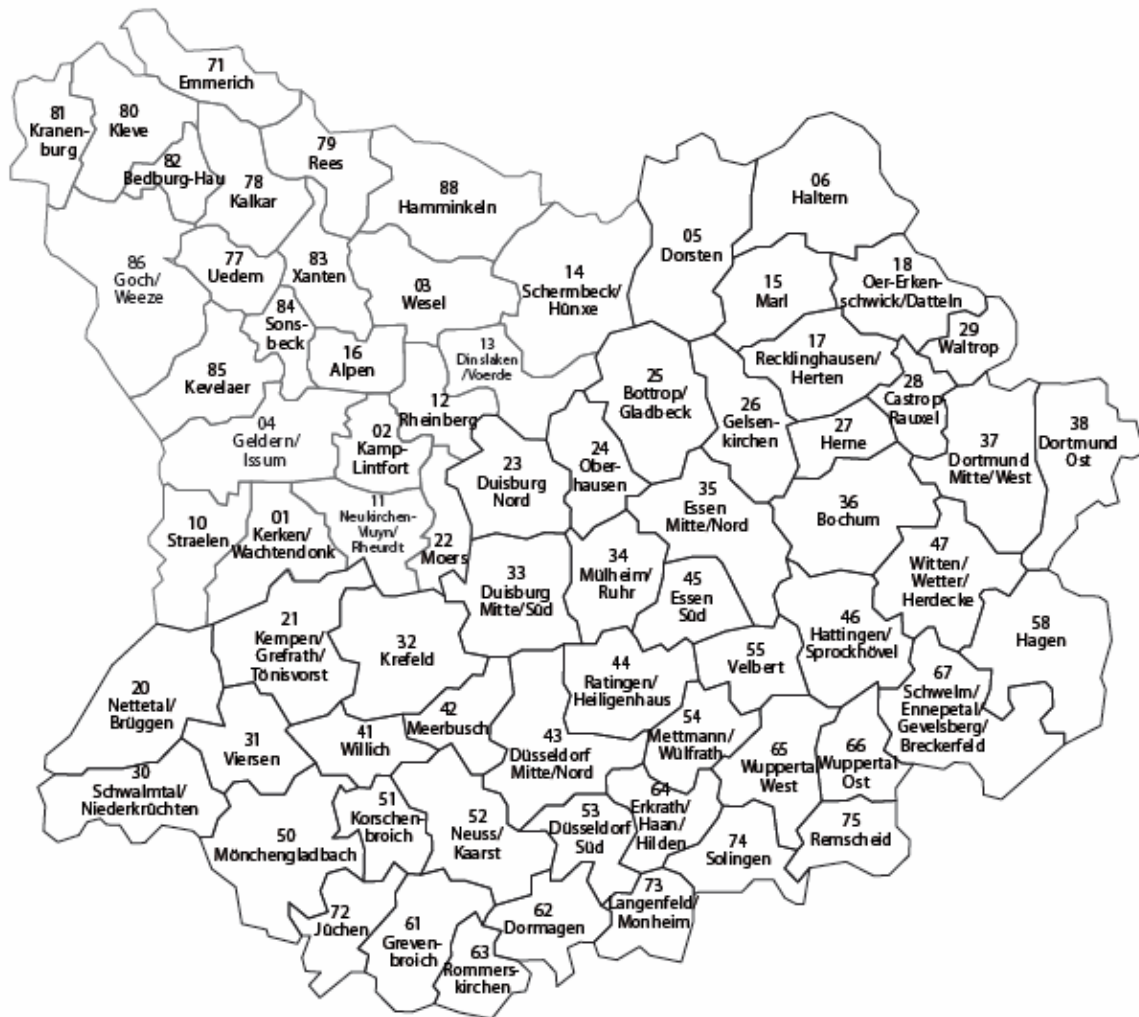 71
Emmerich
81
Kranen-
burg
80
Kleve
82
Bedburg-Hau
79
Rees
78
Kalkar
88
Hamminkeln
06
Haltern
05
Dorsten
86
Goch/
Weeze
77
Uedem
83
Xanten
03
Wesel
14
Schermbeck/
Hünxe
15
Marl
18
Oer-Erken-
schwick/Datteln
84
Sons-
beck
29
Waltrop
16
Alpen
13
Dinslaken
/Voerde
17
Recklinghausen/
Herten
85
Kevelaer
25
Bottrop/
Gladbeck
28
Castrop-
Rauxel
12
Rheinberg
26
Gelsen-
kirchen
04
Geldern/
Issum
02
Kamp-
Lintfort
27
Herne
38
Dortmund
Ost
24
Ober-
hausen
37
Dortmund
Mitte/West
23
Duisburg
Nord
35
Essen
Mitte/Nord
36
Bochum
10
Straelen
01
Kerken/
Wachtendonk
11
Neukirchen-
Vluyn/
Rheurdt
22
Moers
47
Witten/
Wetter/
Herdecke
34
Mülheim/
Ruhr
33
Duisburg
Mitte/Süd
45
Essen
Süd
21
Kempen/
Grefrath/
Tönisvorst
46
Hattingen/
Sprockhövel
58
Hagen
32
Krefeld
55
Velbert
44
Ratingen/
Heiligenhaus
67
Schwelm/
Ennepetal/
Gevelsberg/
Breckerfeld
20
Nettetal/
Brüggen
42
Meerbusch
54
Mettmann/
Wülfrath
41
Willich
31
Viersen
43
Düsseldorf
Mitte/Nord
65
Wuppertal
West
66
Wuppertal
Ost
30
Schwalmtal/
Niederkrüchten
64
Erkrath/
Haan/
Hilden
51
Korschen-
broich
52
Neuss/
Kaarst
53
Düsseldorf
Süd
75
Remscheid
50
Mönchengladbach
74
Solingen
73
Langenfeld/
Monheim
72
Jüchen
61
Greven-
broich
62
Dormagen
63
Rommers-
kirchen